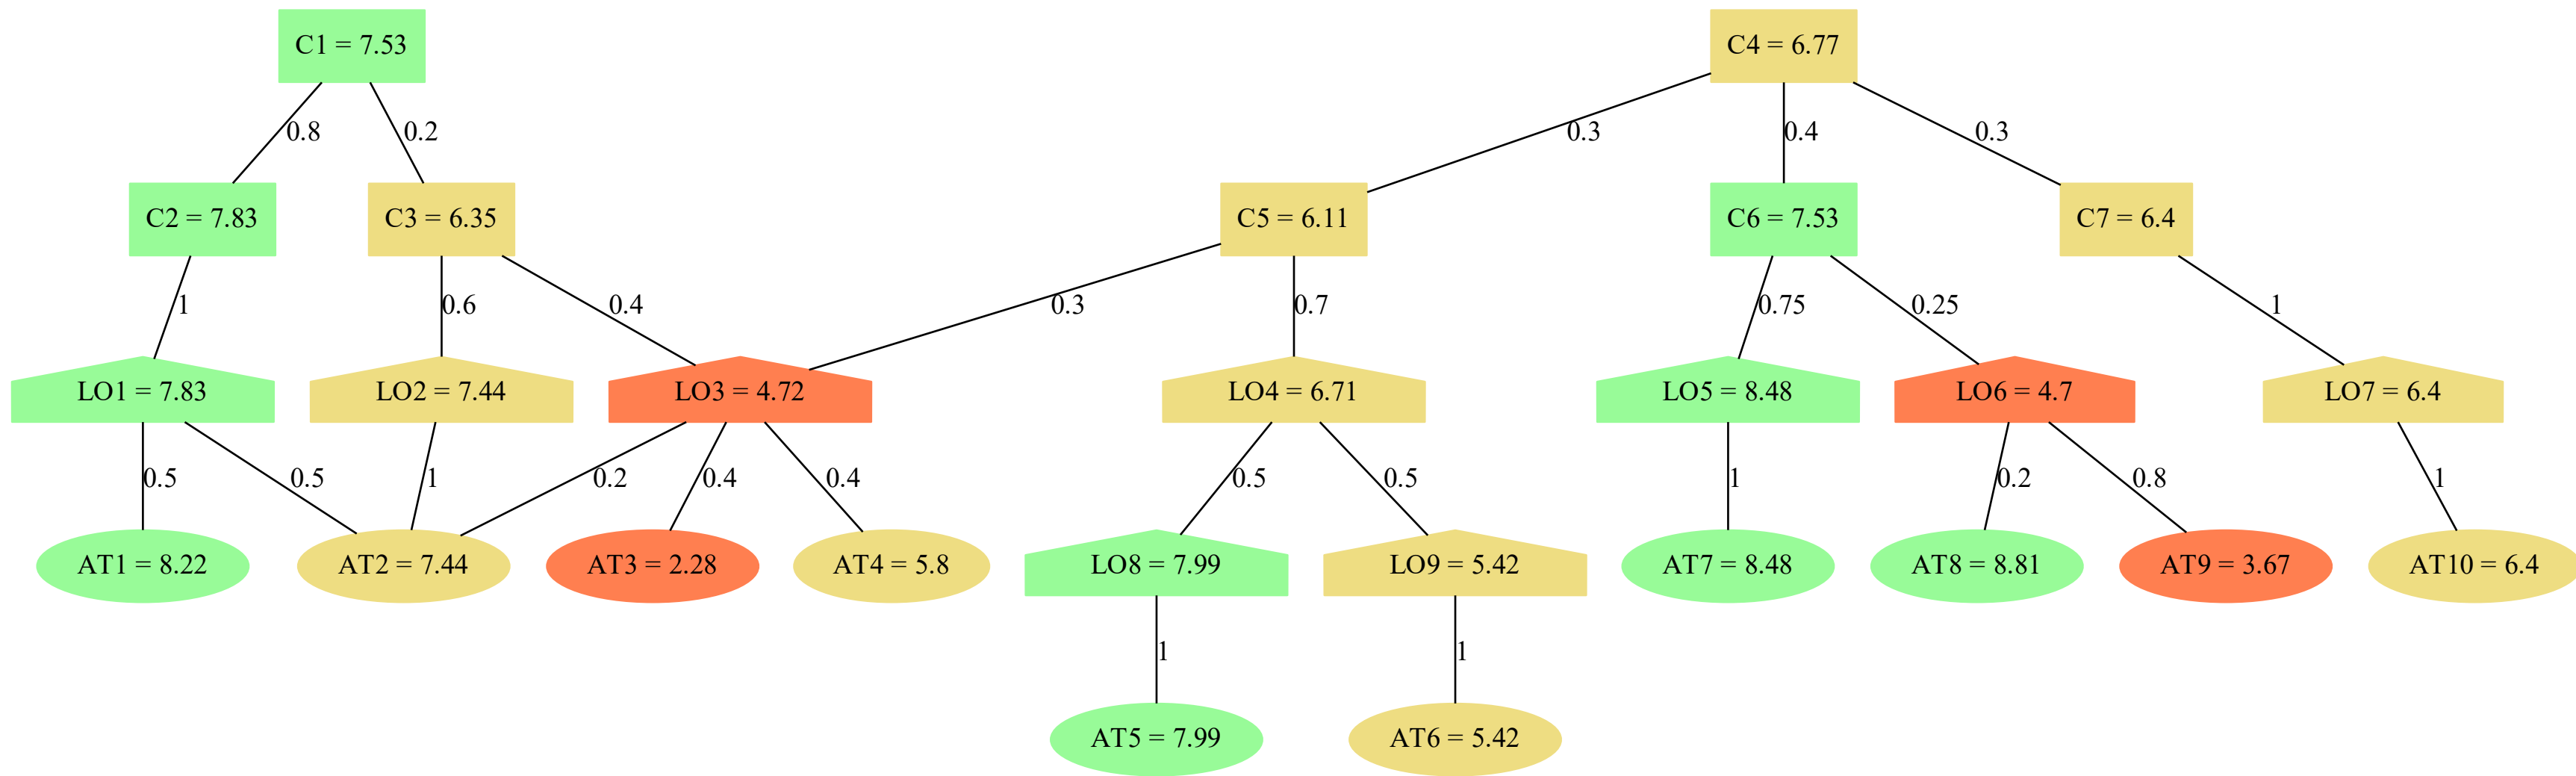 C1 = 7.53
C4 = 6.77
0.8
0.2
0.3
0.4
0.3
C2 = 7.83
C3 = 6.35
C5 = 6.11
C6 = 7.53
C7 = 6.4
1
0.6
0.4
0.3
0.7
0.75
0.25
1
LO1 = 7.83
LO2 = 7.44
LO3 = 4.72
LO4 = 6.71
LO5 = 8.48
LO6 = 4.7
LO7 = 6.4
0.5
0.5
1
0.2
0.4
0.4
0.5
0.5
1
0.2
0.8
1
AT1 = 8.22
AT2 = 7.44
AT3 = 2.28
AT4 = 5.8
LO8 = 7.99
LO9 = 5.42
AT7 = 8.48
AT8 = 8.81
AT9 = 3.67
AT10 = 6.4
1
1
AT5 = 7.99
AT6 = 5.42